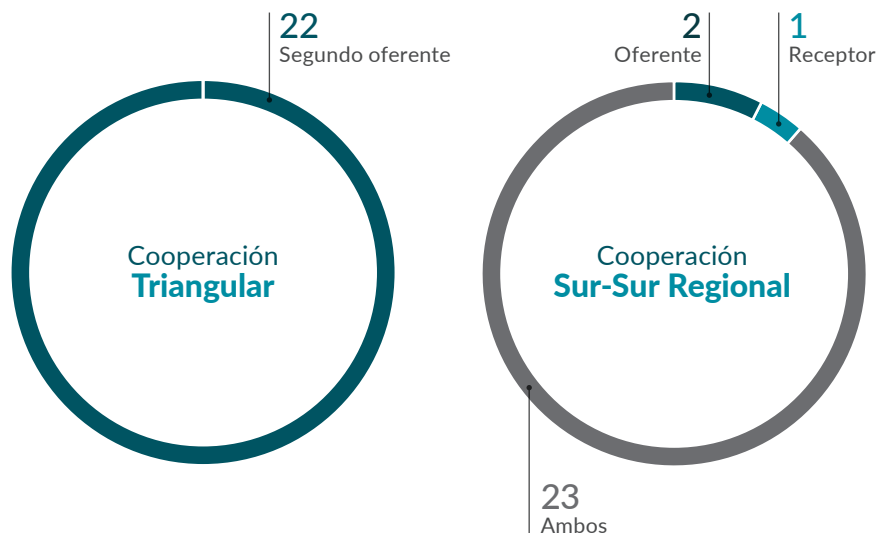 22
Segundo oferente
Cooperación
Triangular
2
Oferente
1
Receptor
Cooperación
Sur-Sur Regional
23
Ambos